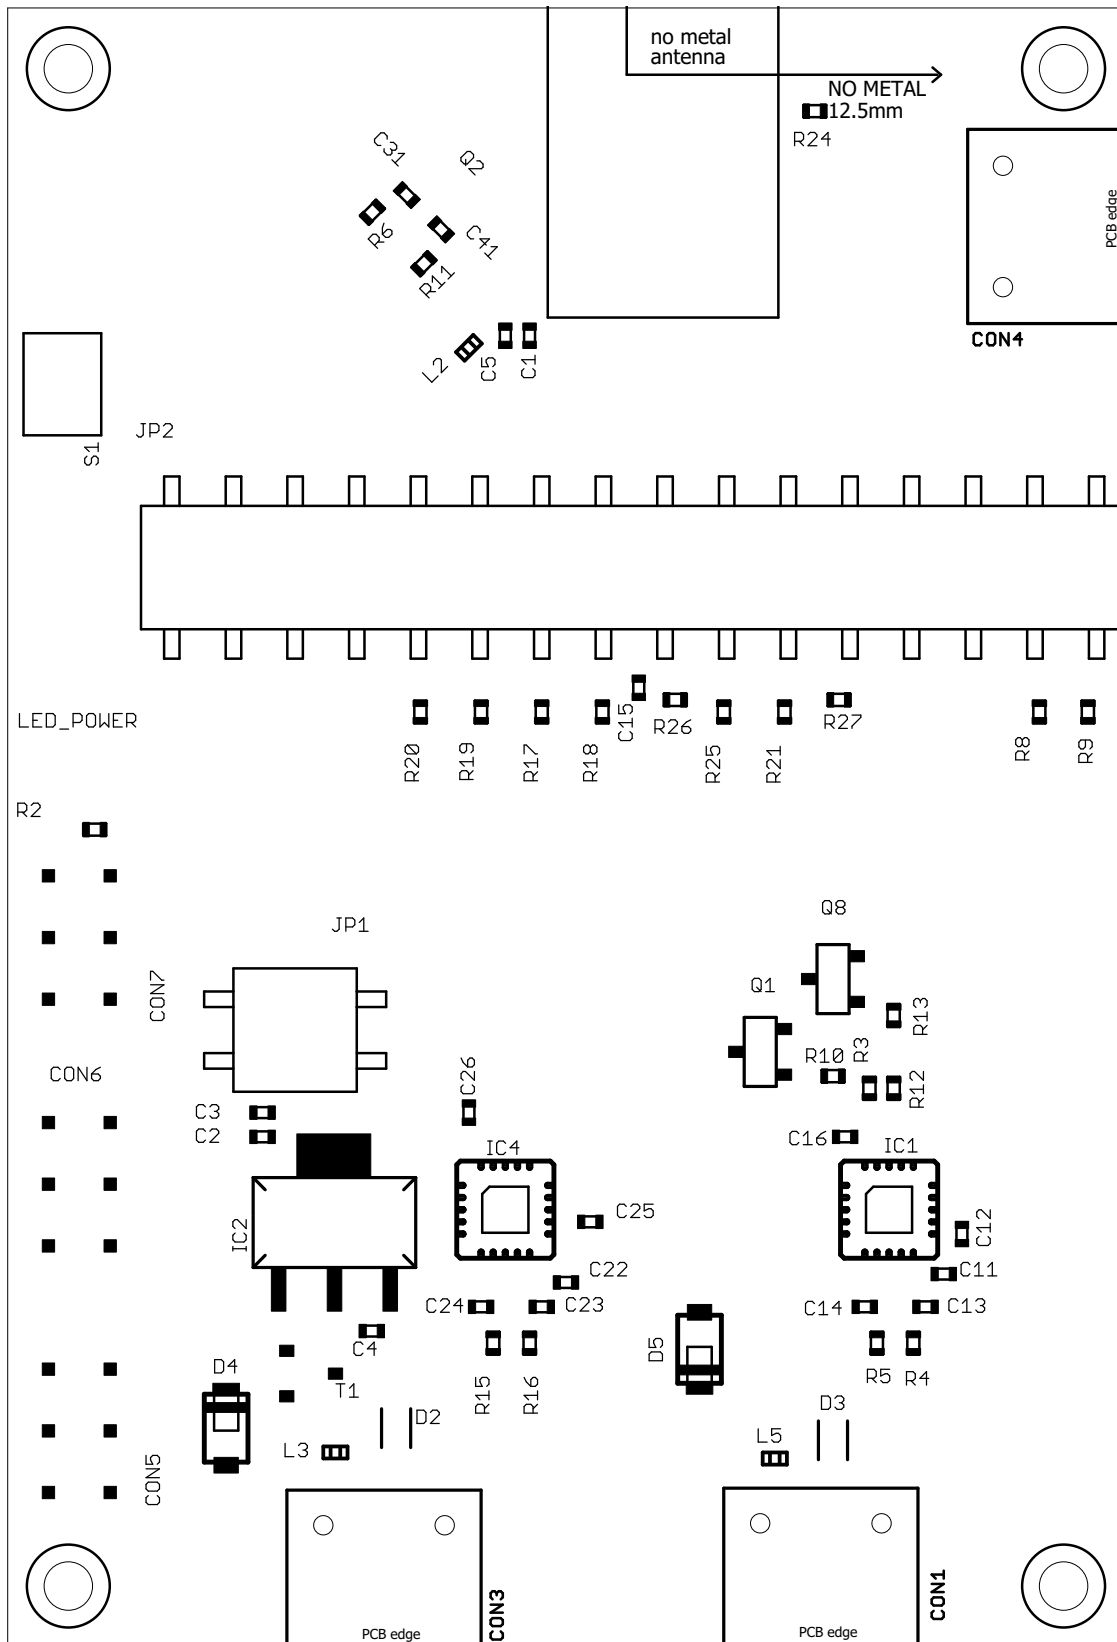 no metal
antenna
NO METAL
12.5mm
R24
C31
Q2
R6
C41
R11
PCB edge
CON4
L2
C5
C1
S1
JP2
LED_POWER
R20
R19
R17
R18
C15
R26
R25
R21
R27
R8
R9
R2
JP1
Q8
CON7
Q1
R13
R10
R3
R12
CON6
C26
C3
C2
C16
IC4
IC1
IC2
C25
C12
C22
C11
C24
C23
C14
C13
C4
D4
T1
R15
R16
D5
R5
R4
D2
D3
L3
L5
CON5
CON3
CON1
PCB edge
PCB edge